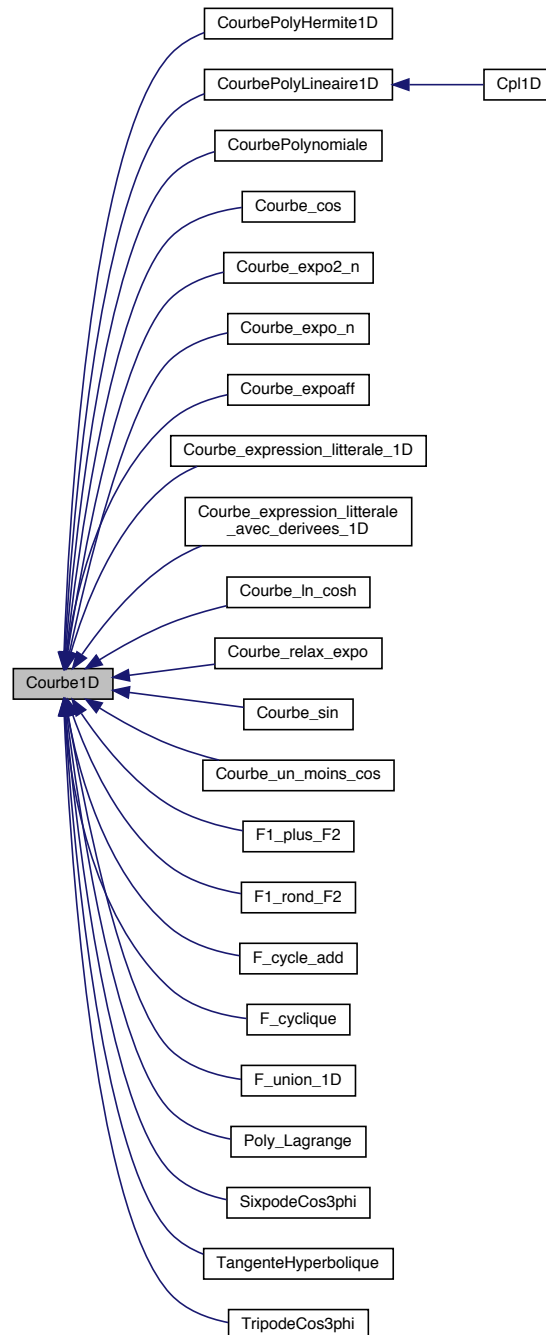 CourbePolyHermite1D
CourbePolyLineaire1D
Cpl1D
CourbePolynomiale
Courbe_cos
Courbe_expo2_n
Courbe_expo_n
Courbe_expoaff
Courbe_expression_litterale_1D
Courbe_expression_litterale
_avec_derivees_1D
Courbe_ln_cosh
Courbe_relax_expo
Courbe1D
Courbe_sin
Courbe_un_moins_cos
F1_plus_F2
F1_rond_F2
F_cycle_add
F_cyclique
F_union_1D
Poly_Lagrange
SixpodeCos3phi
TangenteHyperbolique
TripodeCos3phi